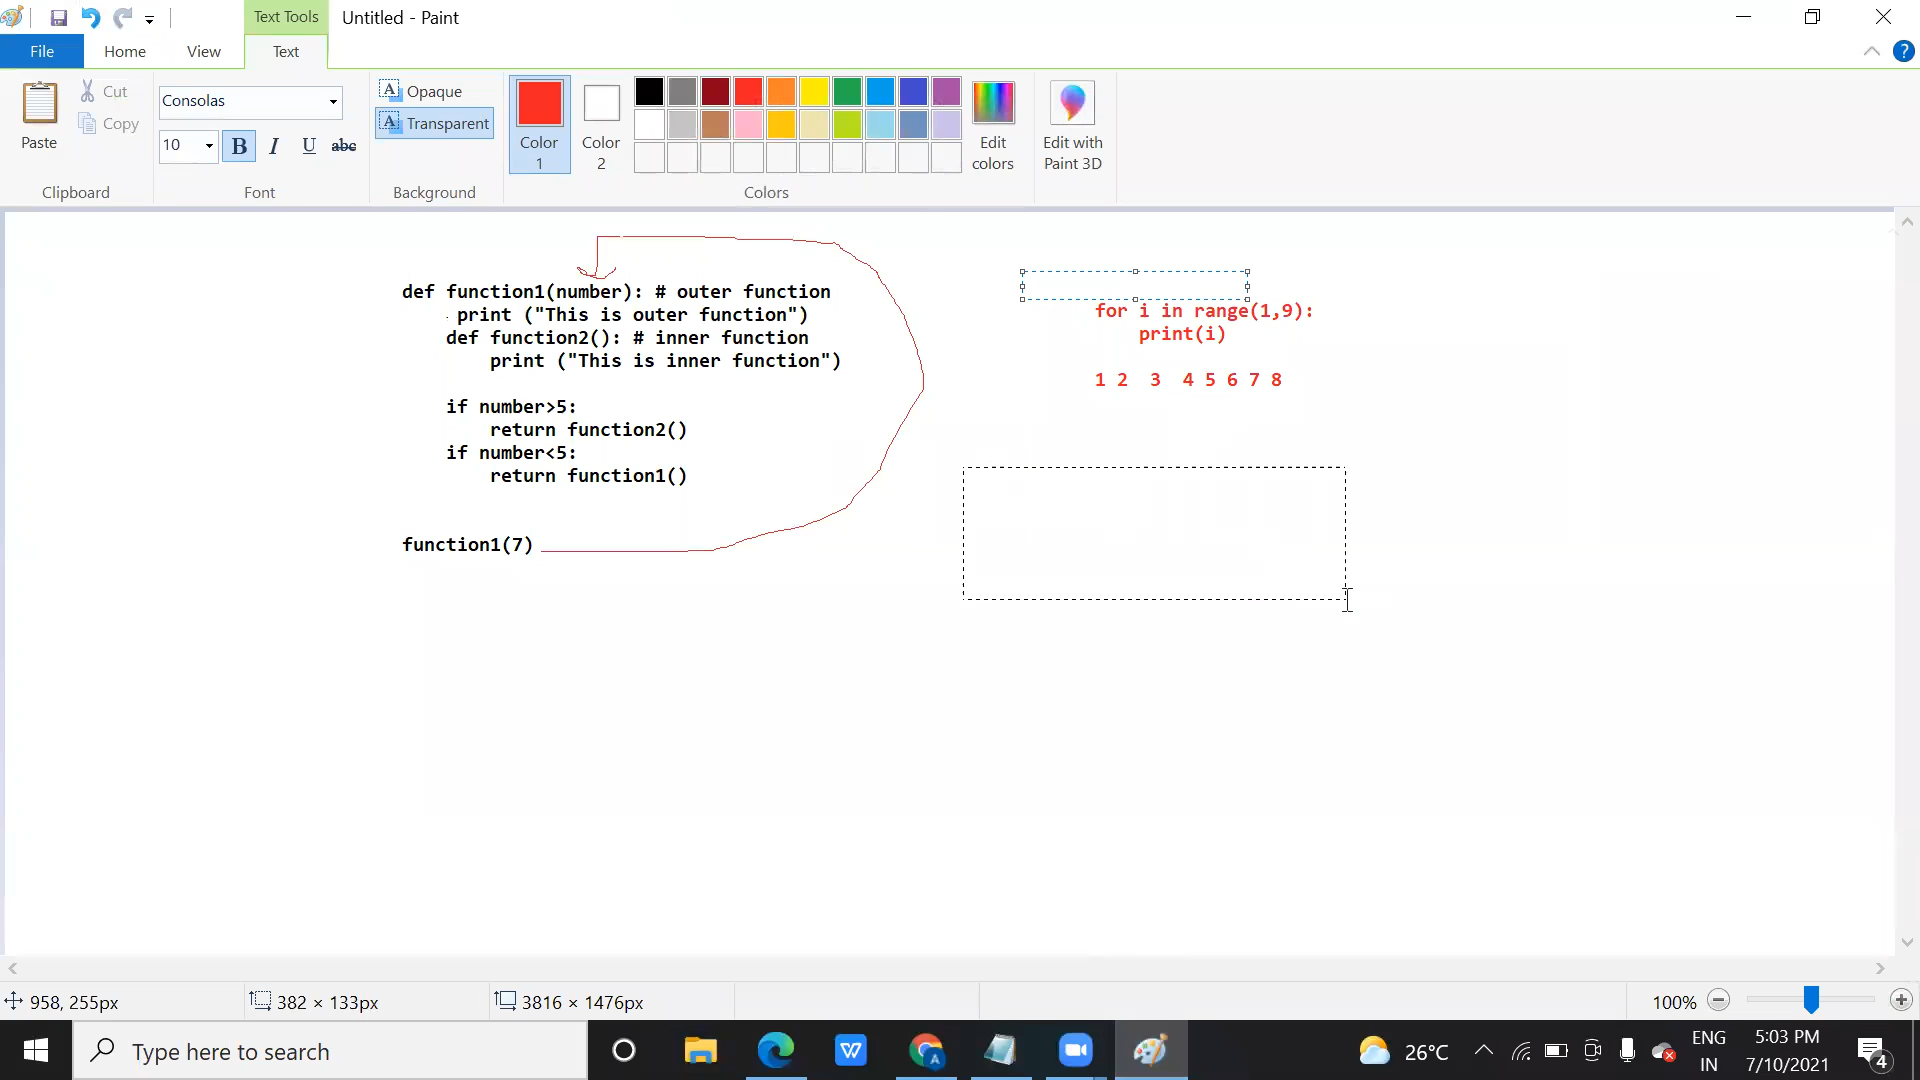 Text Tools
Untitled - Paint
File
Home
View
Text
Paste
Cut
Copy
Clipboard
Consolas
10
B
I
U
abc
Font
A Opaque
A Transparent
Background
Color
1
Color
2
Edit
colors
Colors
Edit with
Paint 3D
def function1(number): # outer function
print ("This is outer function")
def function2(): # inner function
print ("This is inner function")
if number>5:
return function2()
if number<5:
return function1()
function1(7)
for i in range(1,9):
print(i)
1 2 3 4 5 6 7 8
958, 255px
382 × 133px
3816 × 1476px
100%
Type here to search
W
A
26°C
ENG
IN
5:03 PM
7/10/2021
4